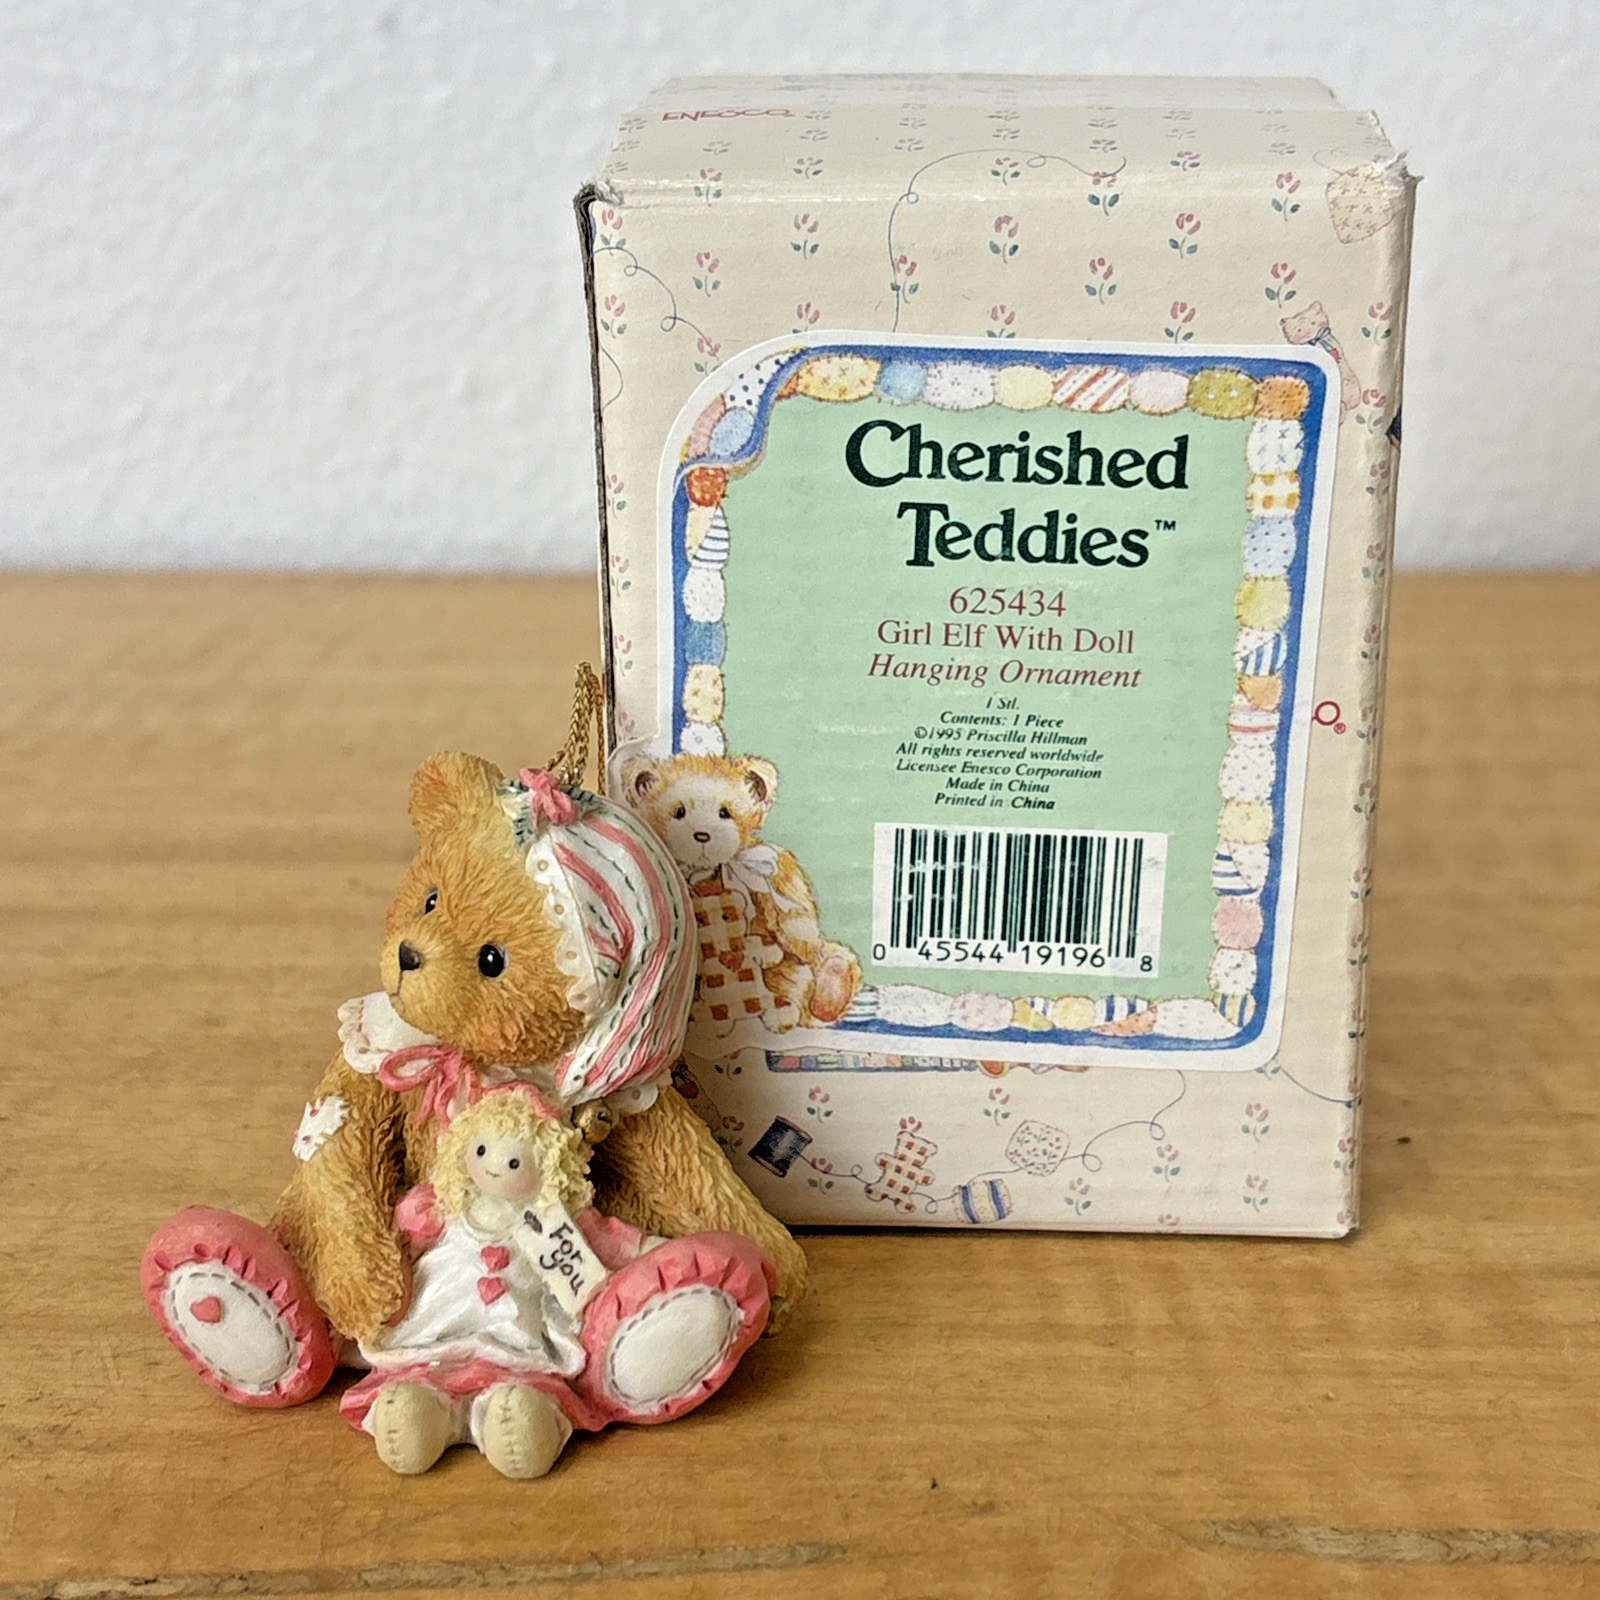 ENESCO
Cherished
Teddies™
625434
Girl Elf With Doll
Hanging Ornament
1 Stl.
Contents: 1 Piece
©1995 Priscilla Hillman
All rights reserved worldwide
Licensee Enesco Corporation
Made in China
Printed in China
0 45544 19196 8
O®
For
you